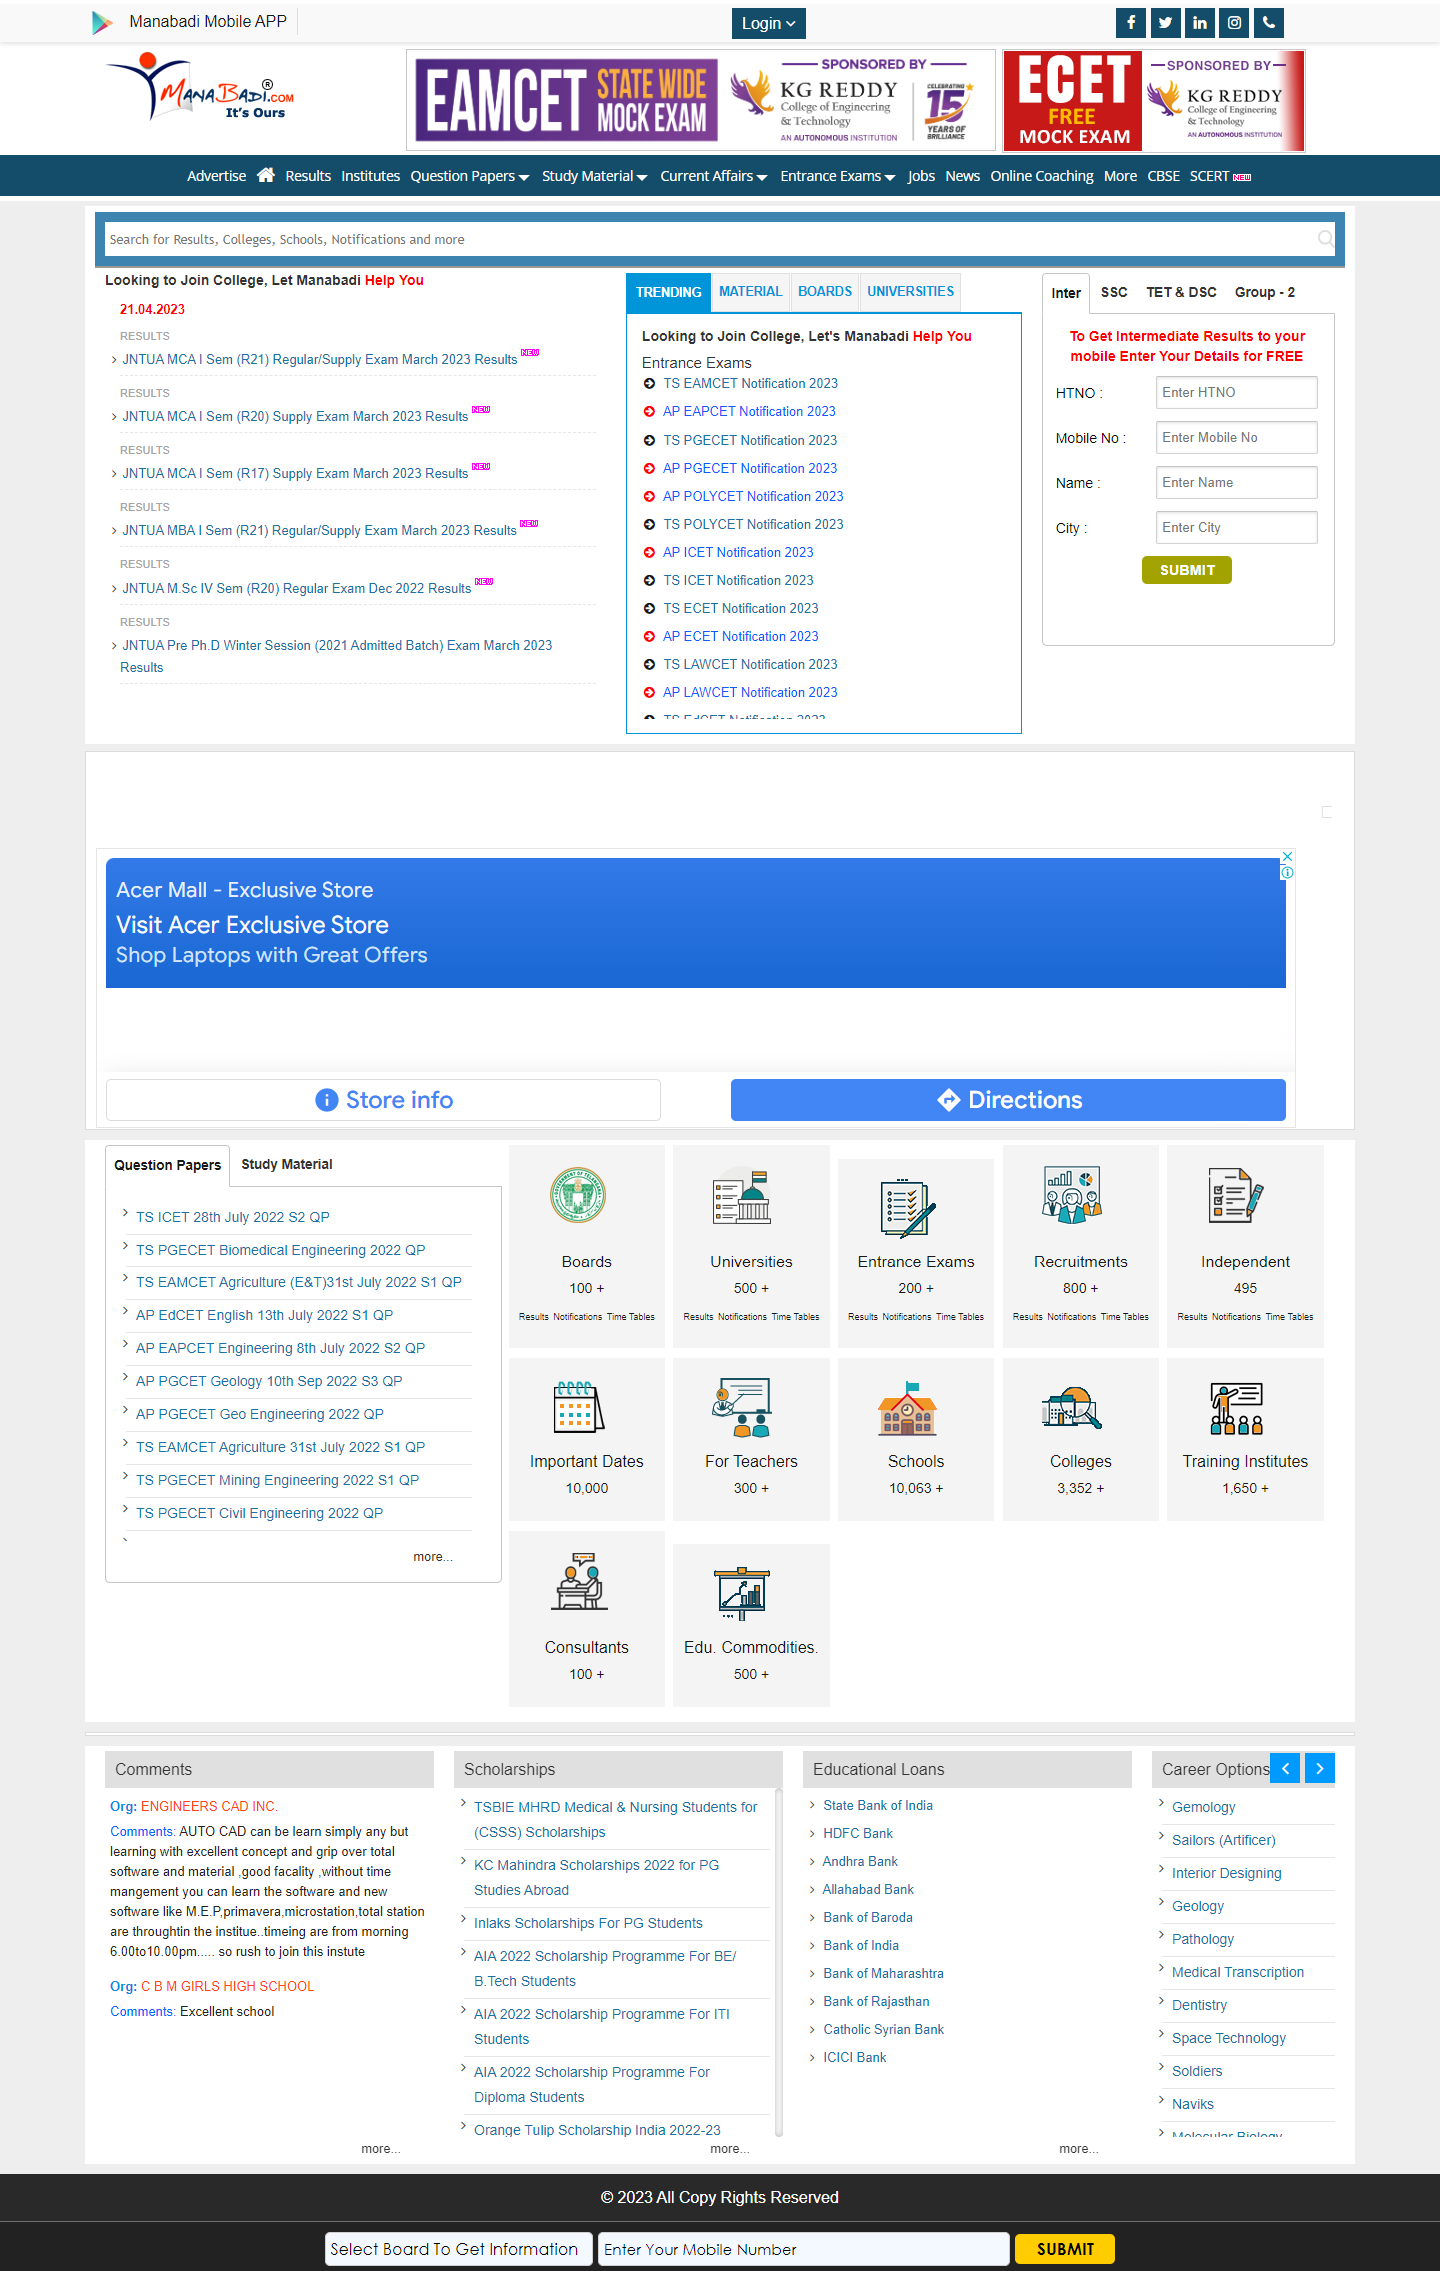 Manabadi Mobile APP
Login
MANABADI.COM
It's Ours
EAMCET STATE WIDE MOCK EXAM
SPONSORED BY
KG REDDY
College of Engineering
& Technology
AN AUTONOMOUS INSTITUTION
CELEBRATING
15
YEARS OF
BRILLIANCE
ECET
FREE
MOCK EXAM
SPONSORED BY
KG REDDY
College of Engineering
& Technology
AN AUTONOMOUS INSTITUTION
Advertise Results Institutes Question Papers Study Material Current Affairs Entrance Exams Jobs News Online Coaching More CBSE SCERT NEW
Search for Results, Colleges, Schools, Notifications and more
Looking to Join College, Let Manabadi Help You
21.04.2023
RESULTS
JNTUA MCA I Sem (R21) Regular/Supply Exam March 2023 Results NEW
RESULTS
JNTUA MCA I Sem (R20) Supply Exam March 2023 Results NEW
RESULTS
JNTUA MCA I Sem (R17) Supply Exam March 2023 Results NEW
RESULTS
JNTUA MBA I Sem (R21) Regular/Supply Exam March 2023 Results NEW
RESULTS
JNTUA M.Sc IV Sem (R20) Regular Exam Dec 2022 Results NEW
RESULTS
JNTUA Pre Ph.D Winter Session (2021 Admitted Batch) Exam March 2023
Results
TRENDING MATERIAL BOARDS UNIVERSITIES
Looking to Join College, Let's Manabadi Help You
Entrance Exams
TS EAMCET Notification 2023
AP EAPCET Notification 2023
TS PGECET Notification 2023
AP PGECET Notification 2023
AP POLYCET Notification 2023
TS POLYCET Notification 2023
AP ICET Notification 2023
TS ICET Notification 2023
TS ECET Notification 2023
AP ECET Notification 2023
TS LAWCET Notification 2023
AP LAWCET Notification 2023
TS EdCET Notification 2023
Inter SSC TET & DSC Group - 2
To Get Intermediate Results to your
mobile Enter Your Details for FREE
HTNO : Enter HTNO
Mobile No : Enter Mobile No
Name : Enter Name
City : Enter City
SUBMIT
Acer Mall - Exclusive Store
Visit Acer Exclusive Store
Shop Laptops with Great Offers
Store info
Directions
Question Papers Study Material
TS ICET 28th July 2022 S2 QP
TS PGECET Biomedical Engineering 2022 QP
TS EAMCET Agriculture (E&T)31st July 2022 S1 QP
AP EdCET English 13th July 2022 S1 QP
AP EAPCET Engineering 8th July 2022 S2 QP
AP PGCET Geology 10th Sep 2022 S3 QP
AP PGECET Geo Engineering 2022 QP
TS EAMCET Agriculture 31st July 2022 S1 QP
TS PGECET Mining Engineering 2022 S1 QP
TS PGECET Civil Engineering 2022 QP
more...
Boards
100 +
Results Notifications Time Tables
Universities
500 +
Results Notifications Time Tables
Entrance Exams
200 +
Results Notifications Time Tables
Recruitments
800 +
Results Notifications Time Tables
Independent
495
Results Notifications Time Tables
Important Dates
10,000
For Teachers
300 +
Schools
10,063 +
Colleges
3,352 +
Training Institutes
1,650 +
Consultants
100 +
Edu. Commodities.
500 +
Comments
Org: ENGINEERS CAD INC.
Comments: AUTO CAD can be learn simply any but
learning with excellent concept and grip over total
software and material ,good facality ,without time
mangement you can learn the software and new
software like M.E.P,primavera,microstation,total station
are throughtin the institue..timeing are from morning
6.00to10.00pm..... so rush to join this instute
Org: C B M GIRLS HIGH SCHOOL
Comments: Excellent school
more...
Scholarships
TSBIE MHRD Medical & Nursing Students for
(CSSS) Scholarships
KC Mahindra Scholarships 2022 for PG
Studies Abroad
Inlaks Scholarships For PG Students
AIA 2022 Scholarship Programme For BE/
B.Tech Students
AIA 2022 Scholarship Programme For ITI
Students
AIA 2022 Scholarship Programme For
Diploma Students
Orange Tulip Scholarship India 2022-23
more...
Educational Loans
State Bank of India
HDFC Bank
Andhra Bank
Allahabad Bank
Bank of Baroda
Bank of India
Bank of Maharashtra
Bank of Rajasthan
Catholic Syrian Bank
ICICI Bank
more...
Career Options
Gemology
Sailors (Artificer)
Interior Designing
Geology
Pathology
Medical Transcription
Dentistry
Space Technology
Soldiers
Naviks
Molecular Biology
© 2023 All Copy Rights Reserved
Select Board To Get Information Enter Your Mobile Number SUBMIT